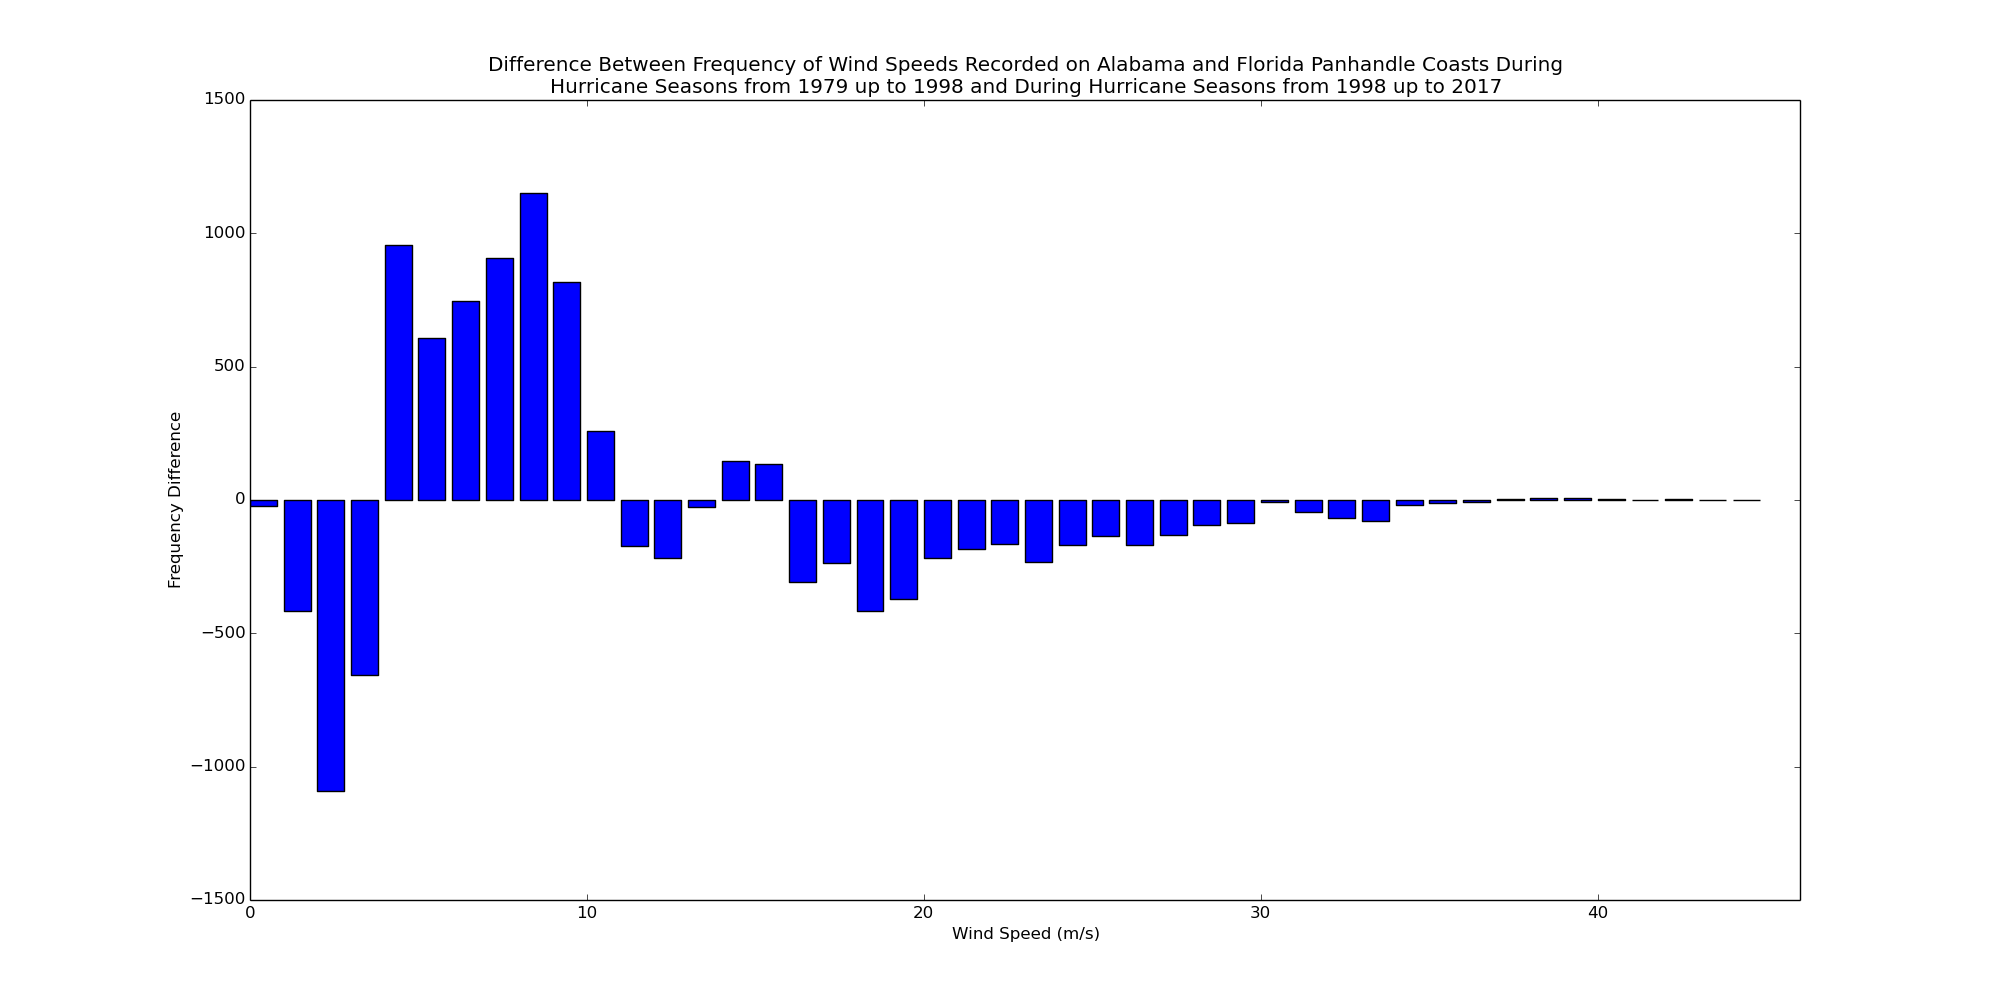 Difference Between Frequency of Wind Speeds Recorded on Alabama and Florida Panhandle Coasts During
Hurricane Seasons from 1979 up to 1998 and During Hurricane Seasons from 1998 up to 2017
1500
1000
500
0
−500
−1000
−1500
Frequency Difference
0 10 20 30 40
Wind Speed (m/s)